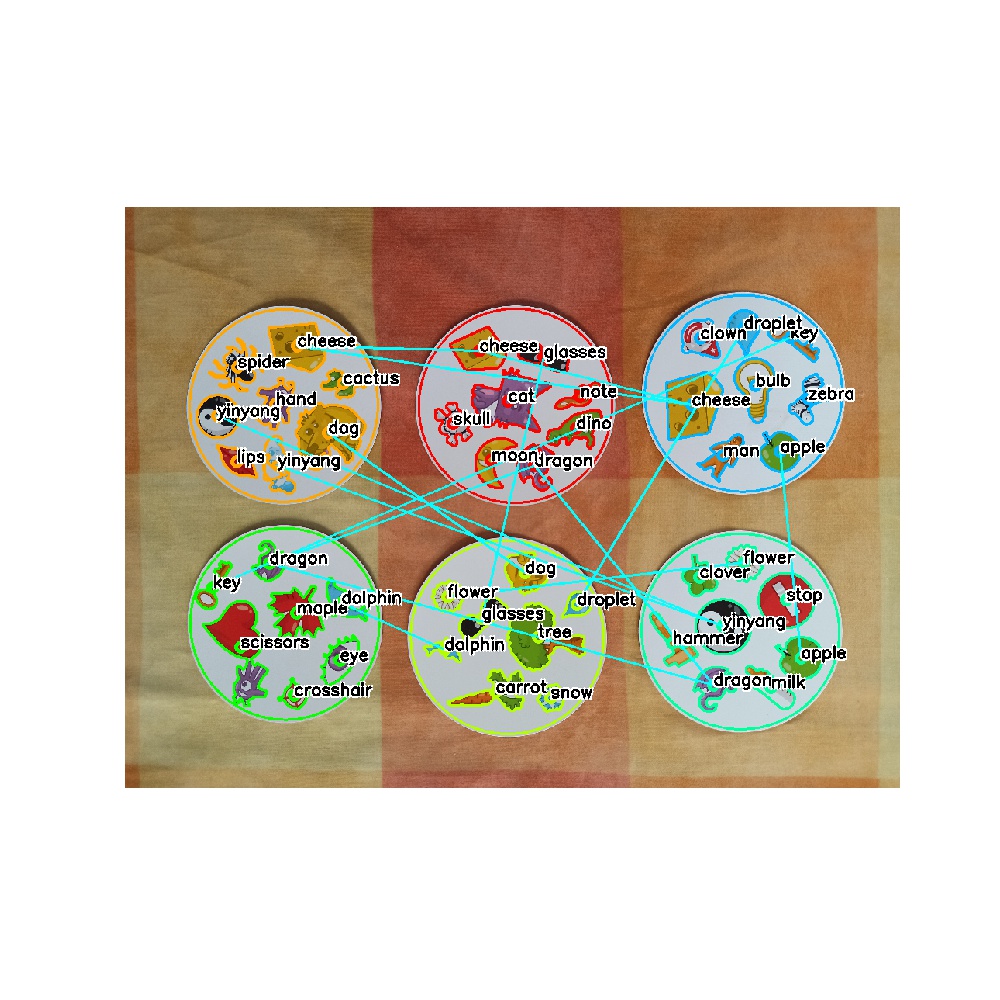 cheese
spider
cactus
hand
yinyang
dog
lips
yinyang
cheese
glasses
cat
note
skull
dino
moon
dragon
clown
droplet
key
bulb
cheese
zebra
man
apple
dragon
key
dalphin
maple
scissors
eye
crosshair
dog
flower
droplet
glasses
tree
dalphin
carrot
snow
flower
clover
stop
yinyang
hammer
apple
dragon
milk